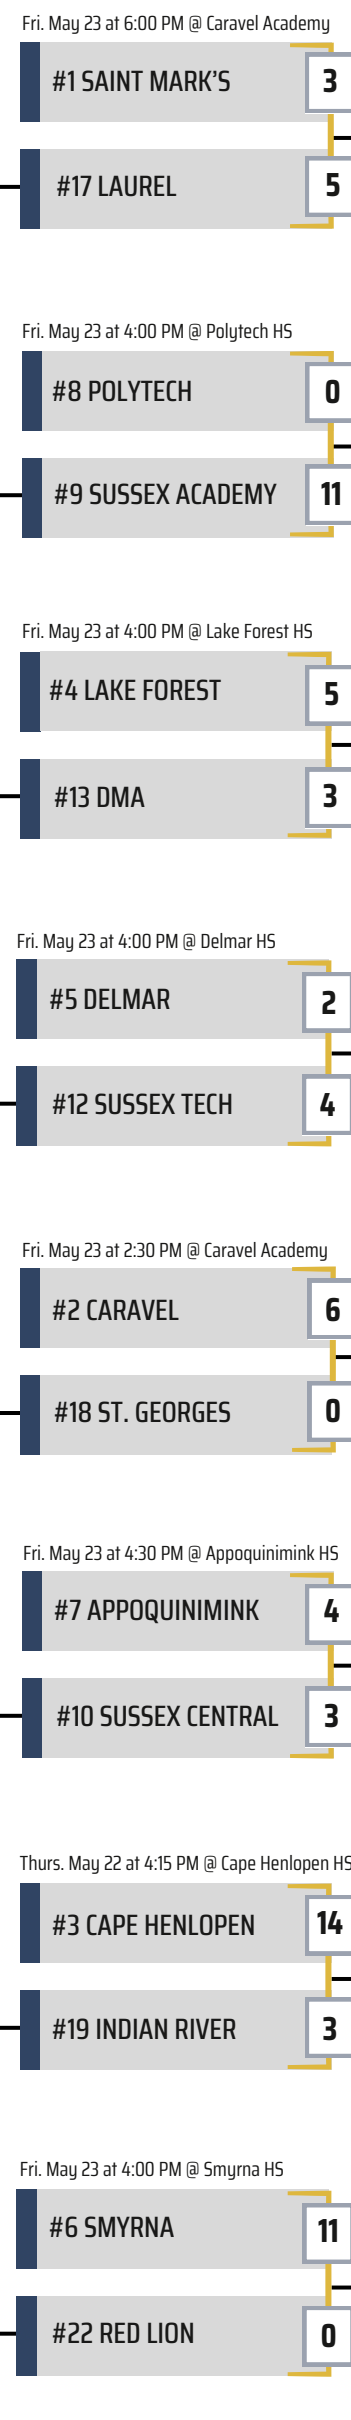 Fri. May 23 at 6:00 PM @ Caravel Academy
#1 SAINT MARK'S 3
#17 LAUREL 5
Fri. May 23 at 4:00 PM @ Polytech HS
#8 POLYTECH 0
#9 SUSSEX ACADEMY 11
Fri. May 23 at 4:00 PM @ Lake Forest HS
#4 LAKE FOREST 5
#13 DMA 3
Fri. May 23 at 4:00 PM @ Delmar HS
#5 DELMAR 2
#12 SUSSEX TECH 4
Fri. May 23 at 2:30 PM @ Caravel Academy
#2 CARAVEL 6
#18 ST. GEORGES 0
Fri. May 23 at 4:30 PM @ Appoquinimink HS
#7 APPOQUINIMINK 4
#10 SUSSEX CENTRAL 3
Thurs. May 22 at 4:15 PM @ Cape Henlopen HS
#3 CAPE HENLOPEN 14
#19 INDIAN RIVER 3
Fri. May 23 at 4:00 PM @ Smyrna HS
#6 SMYRNA 11
#22 RED LION 0